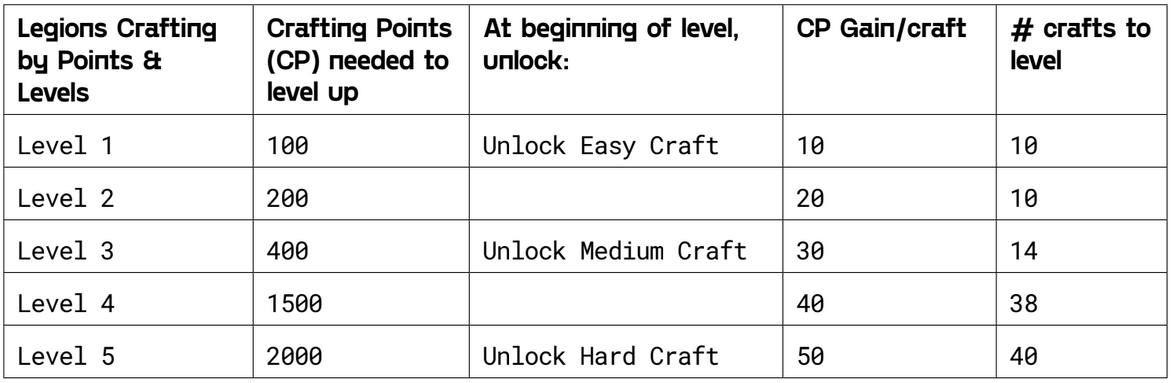 Legions Crafting by Points & Levels | Crafting Points (CP) needed to level up | At beginning of level, unlock: | CP Gain/craft | # crafts to level
Level 1 | 100 | Unlock Easy Craft | 10 | 10
Level 2 | 200 | | 20 | 10
Level 3 | 400 | Unlock Medium Craft | 30 | 14
Level 4 | 1500 | | 40 | 38
Level 5 | 2000 | Unlock Hard Craft | 50 | 40